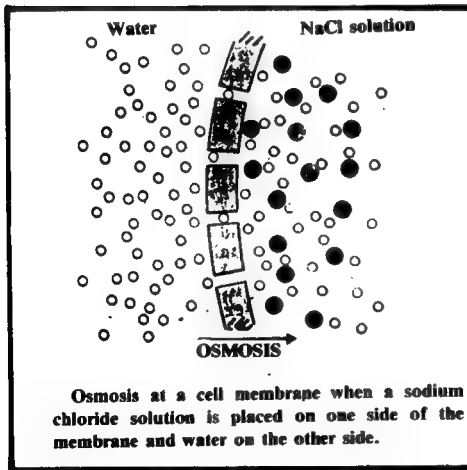 Water NaCl solution
OSMOSIS
Osmosis at a cell membrane when a sodium
chloride solution is placed on one side of the
membrane and water on the other side.